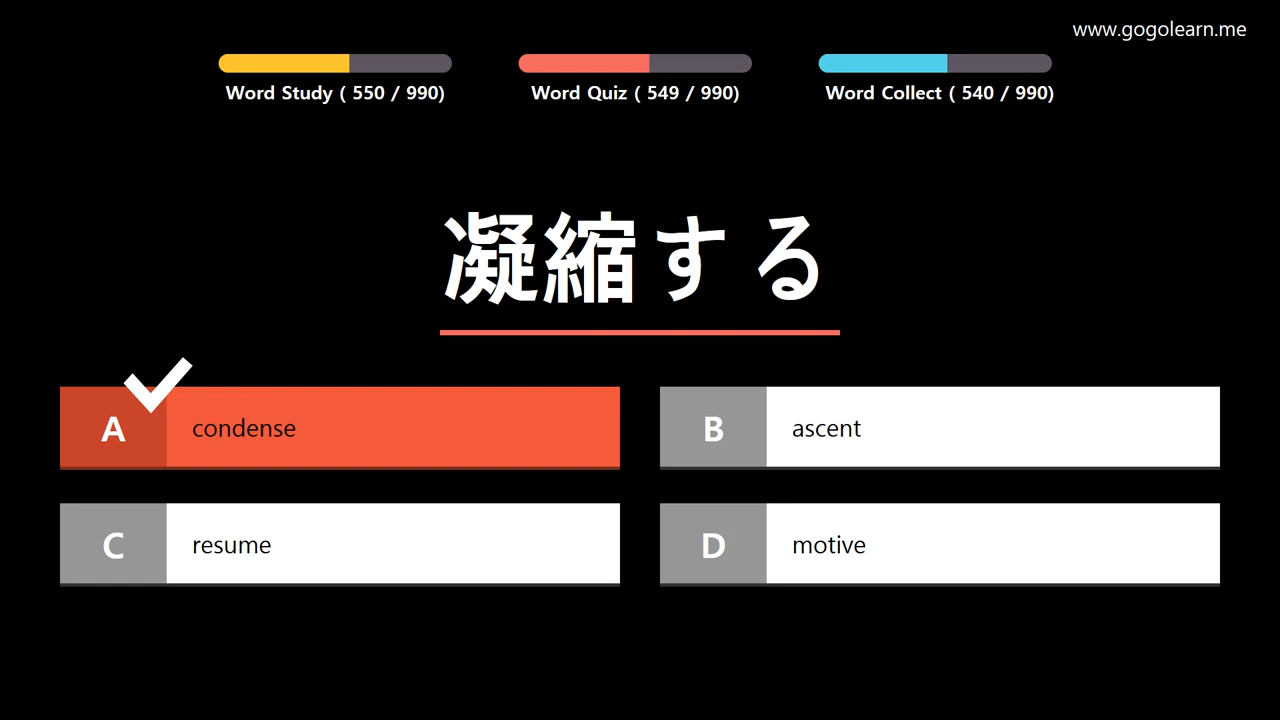 www.gogolearn.me
Word Study ( 550 / 990)
Word Quiz ( 549 / 990)
Word Collect ( 540 / 990)
凝縮する
A condense
B ascent
C resume
D motive